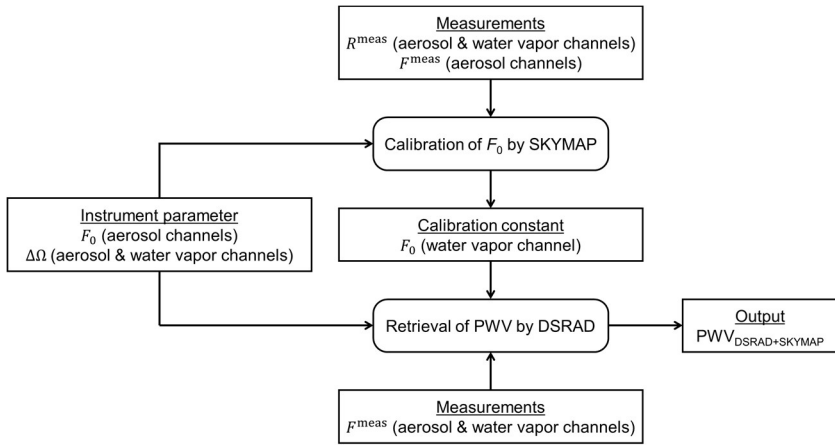 Measurements
R^meas (aerosol & water vapor channels)
F^meas (aerosol channels)
Calibration of F₀ by SKYMAP
Instrument parameter
F₀ (aerosol channels)
ΔΩ (aerosol & water vapor channels)
Calibration constant
F₀ (water vapor channel)
Retrieval of PWV by DSRAD
Output
PWV_DSRAD+SKYMAP
Measurements
F^meas (aerosol & water vapor channels)